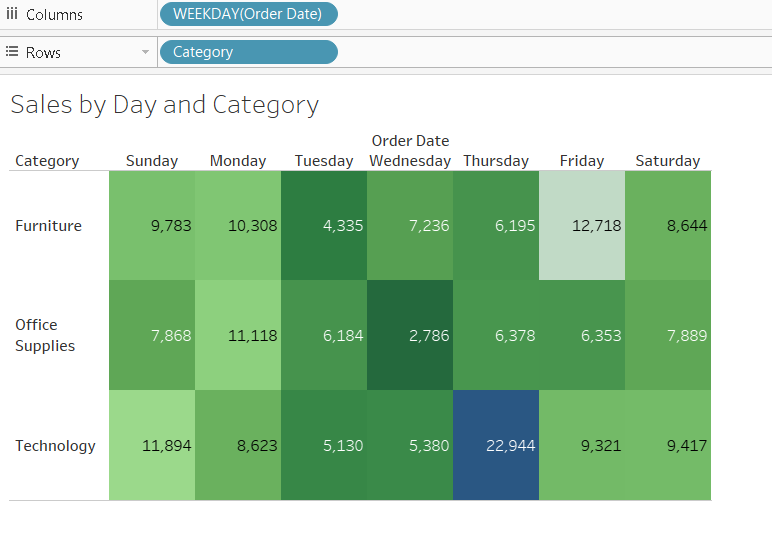 Columns WEEKDAY(Order Date)
Rows Category
Sales by Day and Category
Order Date
Category Sunday Monday Tuesday Wednesday Thursday Friday Saturday
Furniture 9,783 10,308 4,335 7,236 6,195 12,718 8,644
Office
Supplies 7,868 11,118 6,184 2,786 6,378 6,353 7,889
Technology 11,894 8,623 5,130 5,380 22,944 9,321 9,417